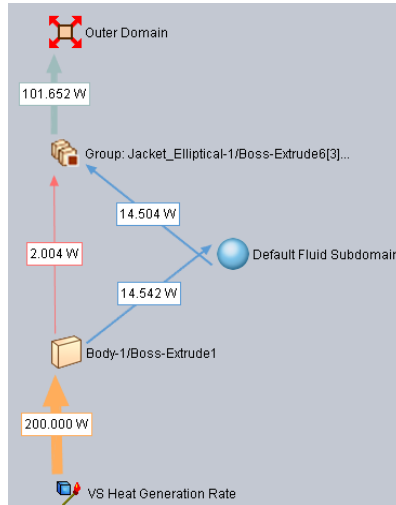 Outer Domain
101.652 W
Group: Jacket_Elliptical-1/Boss-Extrude6[3]...
14.504 W
2.004 W
Default Fluid Subdomain
14.542 W
Body-1/Boss-Extrude1
200.000 W
VS Heat Generation Rate